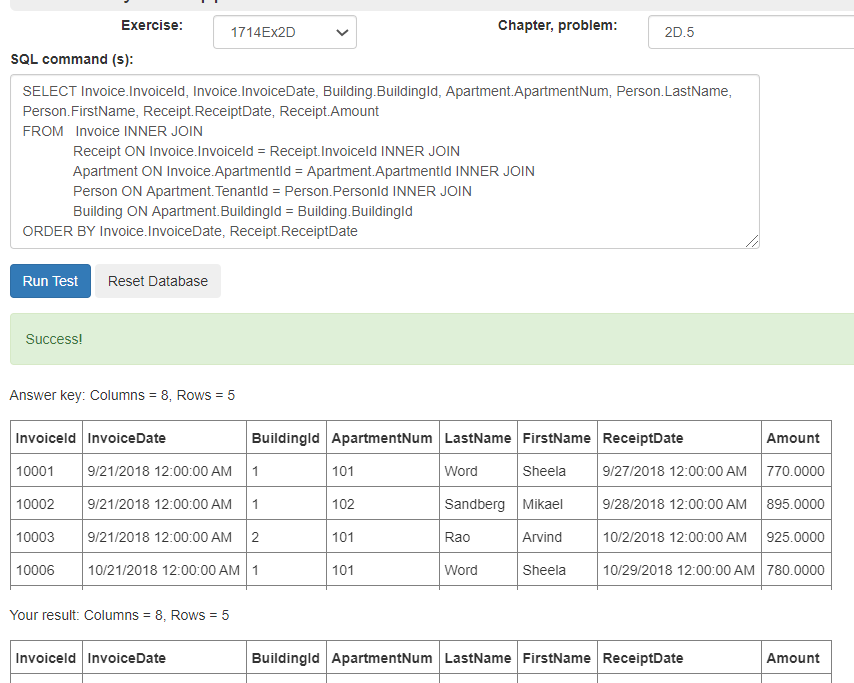 Exercise: 1714Ex2D Chapter, problem: 2D.5
SQL command (s):
SELECT Invoice.InvoiceId, Invoice.InvoiceDate, Building.BuildingId, Apartment.ApartmentNum, Person.LastName,
Person.FirstName, Receipt.ReceiptDate, Receipt.Amount
FROM Invoice INNER JOIN
Receipt ON Invoice.InvoiceId = Receipt.InvoiceId INNER JOIN
Apartment ON Invoice.ApartmentId = Apartment.ApartmentId INNER JOIN
Person ON Apartment.TenantId = Person.PersonId INNER JOIN
Building ON Apartment.BuildingId = Building.BuildingId
ORDER BY Invoice.InvoiceDate, Receipt.ReceiptDate
Run Test Reset Database
Success!
Answer key: Columns = 8, Rows = 5
InvoiceId InvoiceDate BuildingId ApartmentNum LastName FirstName ReceiptDate Amount
10001 9/21/2018 12:00:00 AM 1 101 Word Sheela 9/27/2018 12:00:00 AM 770.0000
10002 9/21/2018 12:00:00 AM 1 102 Sandberg Mikael 9/28/2018 12:00:00 AM 895.0000
10003 9/21/2018 12:00:00 AM 2 101 Rao Arvind 10/2/2018 12:00:00 AM 925.0000
10006 10/21/2018 12:00:00 AM 1 101 Word Sheela 10/29/2018 12:00:00 AM 780.0000
Your result: Columns = 8, Rows = 5
InvoiceId InvoiceDate BuildingId ApartmentNum LastName FirstName ReceiptDate Amount